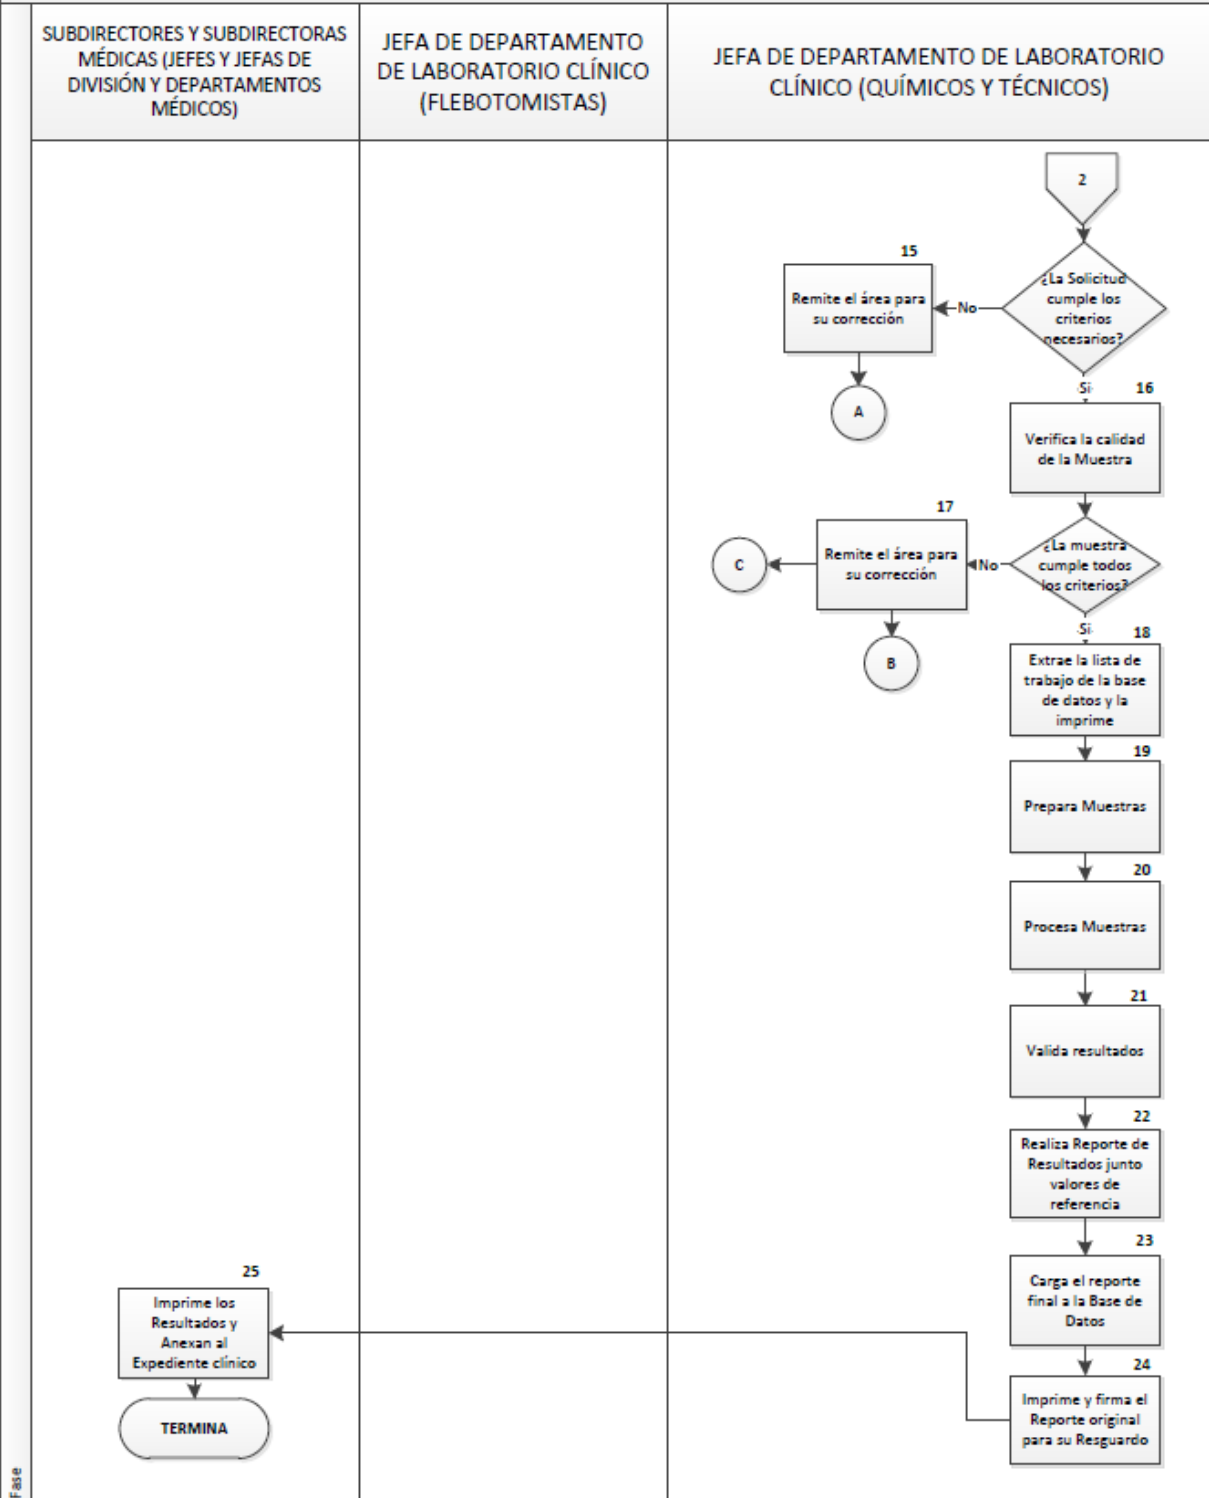 SUBDIRECTORES Y SUBDIRECTORAS
MÉDICAS (JEFES Y JEFAS DE
DIVISIÓN Y DEPARTAMENTOS
MÉDICOS)
JEFA DE DEPARTAMENTO
DE LABORATORIO CLÍNICO
(FLEBOTOMISTAS)
JEFA DE DEPARTAMENTO DE LABORATORIO
CLÍNICO (QUÍMICOS Y TÉCNICOS)
2
¿La Solicitud
cumple los
criterios
necesarios?
No
15
Remite el área para
su corrección
A
Si
16
Verifica la calidad
de la Muestra
¿La muestra
cumple todos
los criterios?
No
17
Remite el área para
su corrección
C
B
Si
18
Extrae la lista de
trabajo de la base
de datos y la
imprime
19
Prepara Muestras
20
Procesa Muestras
21
Valida resultados
22
Realiza Reporte de
Resultados junto
valores de
referencia
23
Carga el reporte
final a la Base de
Datos
24
Imprime y firma el
Reporte original
para su Resguardo
25
Imprime los
Resultados y
Anexan al
Expediente clínico
TERMINA
Fase